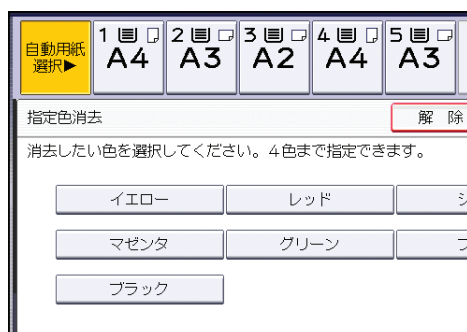 自動用紙
選択▶
1 2 3 4 5
A4 A3 A2 A4 A3
指定色消去 解除
消去したい色を選択してください。4色まで指定できます。
イエロー レッド
マゼンタ グリーン
ブラック